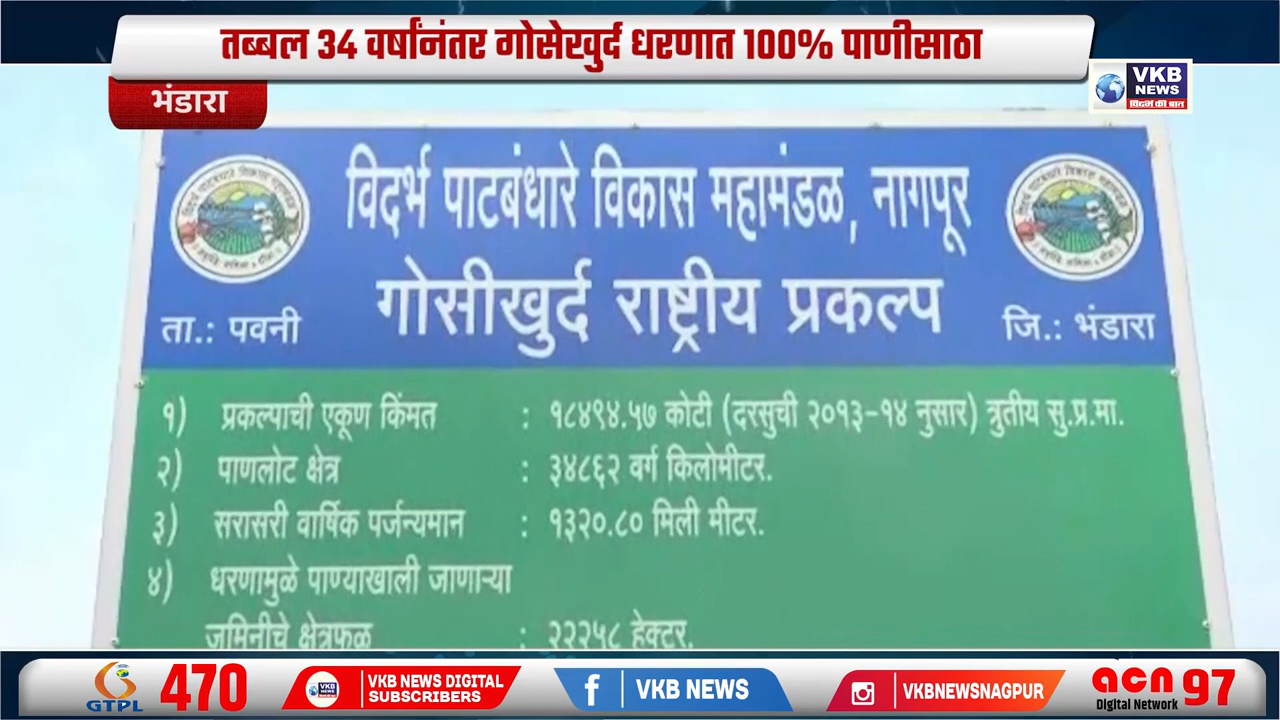 तब्बल 34 वर्षांनंतर गोसेखुर्द धरणात 100% पाणीसाठा
भंडारा
VKB
NEWS
विदर्भ की बात
विदर्भ पाटबंधारे विकास महामंडळ, नागपूर
गोसीखुर्द राष्ट्रीय प्रकल्प
ता.: पवनी
जि.: भंडारा
१) प्रकल्पाची एकूण किंमत : १८४९४.५७ कोटी (दरसुची २०१३-१४ नुसार) त्रुतीय सु.प्र.मा.
२) पाणलोट क्षेत्र : ३४८६२ वर्ग किलोमीटर.
३) सरासरी वार्षिक पर्जन्यमान : १३२०.८० मिली मीटर.
४) धरणामुळे पाण्याखाली जाणाऱ्या
जमिनीचे क्षेत्रफळ : २२२५८ हेक्टर.
GTPL 470
VKB NEWS DIGITAL
SUBSCRIBERS
VKB NEWS
VKBNEWSNAGPUR
acn 97
Digital Network